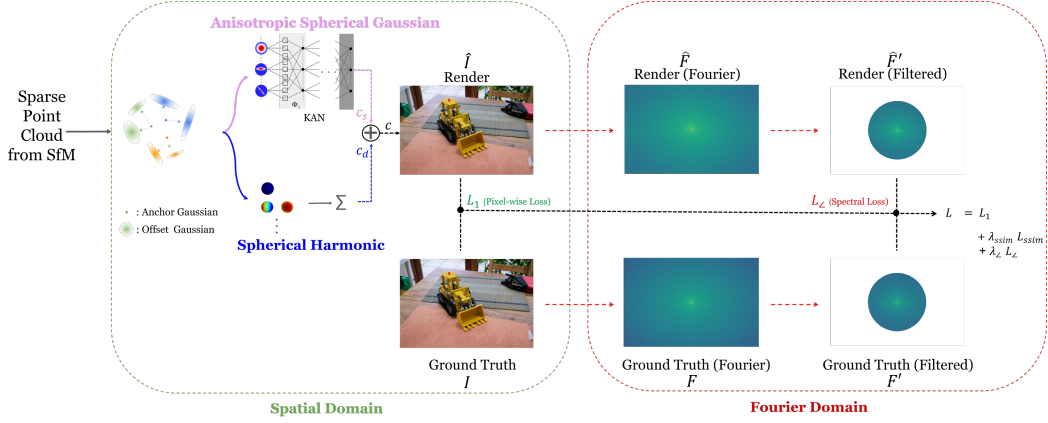 Anisotropic Spherical Gaussian
Φ₀
KAN
Sparse
Point
Cloud
from SfM
c_s
c_d
c
Σ
: Anchor Gaussian
: Offset Gaussian
Spherical Harmonic
Î
Render
L₁ (Pixel-wise Loss)
Ground Truth
I
Spatial Domain
F̂
Render (Fourier)
F̂′
Render (Filtered)
L∠ (Spectral Loss)
L = L₁
+ λ_ssim L_ssim
+ λ∠ L∠
Ground Truth (Fourier)
F
Ground Truth (Filtered)
F′
Fourier Domain